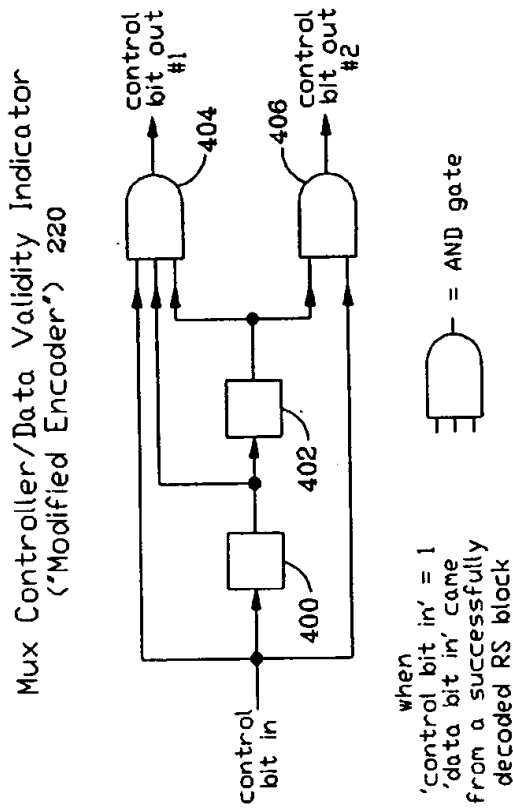 Mux Controller/Data Validity Indicator
("Modified Encoder") 220
control
bit in
400
402
404
406
control
bit out
#1
control
bit out
#2
when
'control bit in' = 1
'data bit in' came
from a successfully
decoded RS block
= AND gate